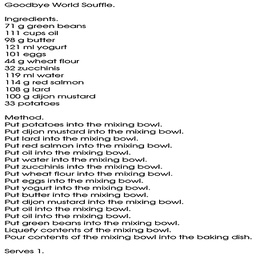 Goodbye World Souffle.

Ingredients.
71 g green beans
111 cups oil
98 g butter
121 ml yogurt
101 eggs
44 g wheat flour
32 zucchinis
119 ml water
114 g red salmon
108 g lard
100 g dijon mustard
33 potatoes

Method.
Put potatoes into the mixing bowl.
Put dijon mustard into the mixing bowl.
Put lard into the mixing bowl.
Put red salmon into the mixing bowl.
Put oil into the mixing bowl.
Put water into the mixing bowl.
Put zucchinis into the mixing bowl.
Put wheat flour into the mixing bowl.
Put eggs into the mixing bowl.
Put yogurt into the mixing bowl.
Put butter into the mixing bowl.
Put dijon mustard into the mixing bowl.
Put oil into the mixing bowl.
Put oil into the mixing bowl.
Put green beans into the mixing bowl.
Liquefy contents of the mixing bowl.
Pour contents of the mixing bowl into the baking dish.

Serves 1.